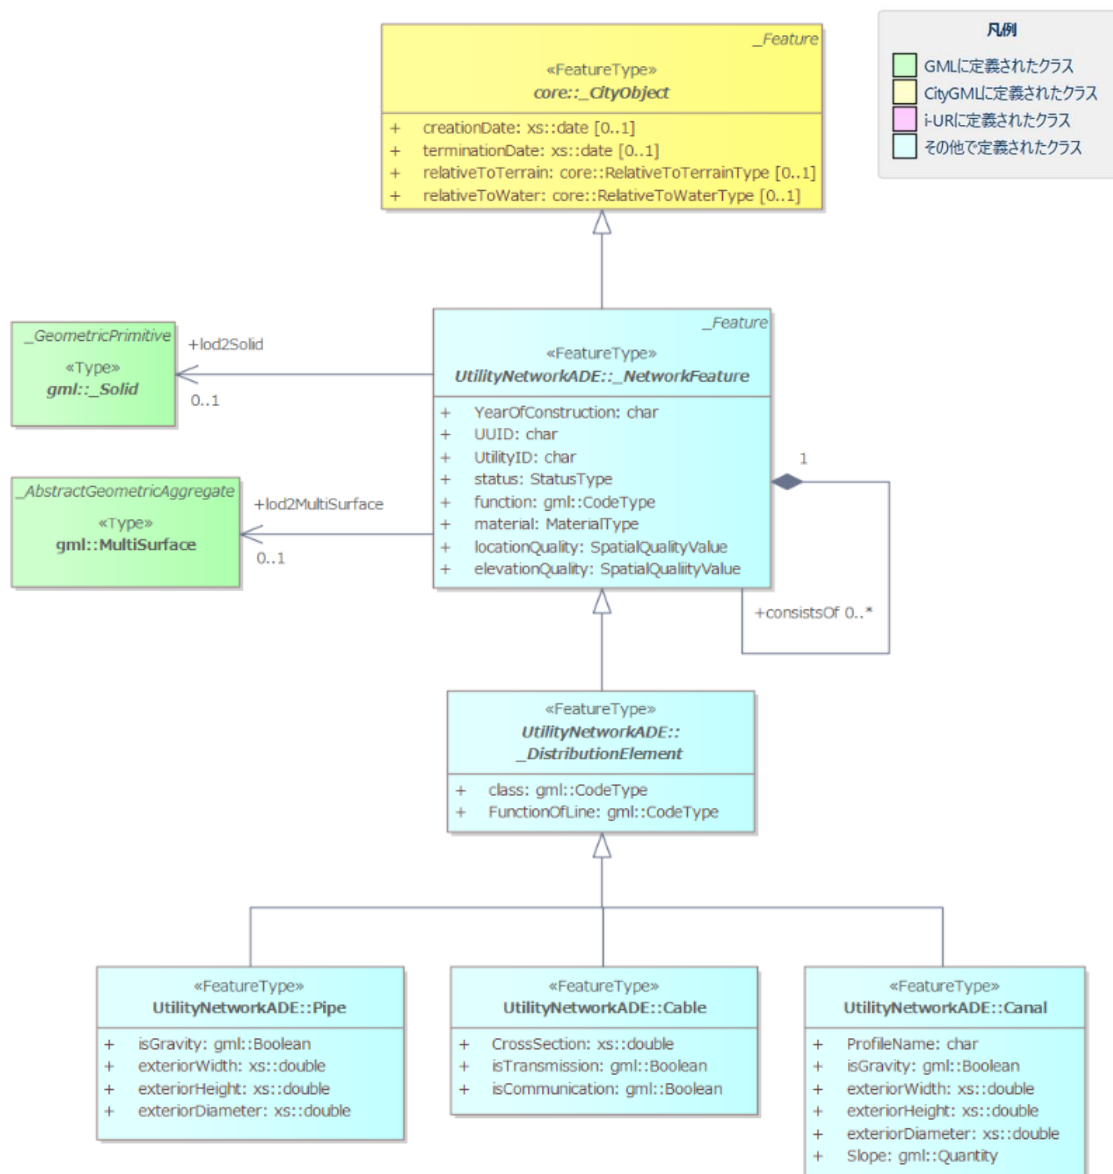 _Feature
«FeatureType»
core::_CityObject
+ creationDate: xs::date [0..1]
+ terminationDate: xs::date [0..1]
+ relativeToTerrain: core::RelativeToTerrainType [0..1]
+ relativeToWater: core::RelativeToWaterType [0..1]
凡例
GMLに定義されたクラス
CityGMLに定義されたクラス
i-URに定義されたクラス
その他で定義されたクラス
_GeometricPrimitive
«Type»
gml::_Solid
+lod2Solid
0..1
_AbstractGeometricAggregate
«Type»
gml::MultiSurface
+lod2MultiSurface
0..1
_Feature
«FeatureType»
UtilityNetworkADE::_NetworkFeature
+ YearOfConstruction: char
+ UUID: char
+ UtilityID: char
+ status: StatusType
+ function: gml::CodeType
+ material: MaterialType
+ locationQuality: SpatialQualityValue
+ elevationQuality: SpatialQualiityValue
1
+consistsOf 0..*
«FeatureType»
UtilityNetworkADE::
_DistributionElement
+ class: gml::CodeType
+ FunctionOfLine: gml::CodeType
«FeatureType»
UtilityNetworkADE::Pipe
+ isGravity: gml::Boolean
+ exteriorWidth: xs::double
+ exteriorHeight: xs::double
+ exteriorDiameter: xs::double
«FeatureType»
UtilityNetworkADE::Cable
+ CrossSection: xs::double
+ isTransmission: gml::Boolean
+ isCommunication: gml::Boolean
«FeatureType»
UtilityNetworkADE::Canal
+ ProfileName: char
+ isGravity: gml::Boolean
+ exteriorWidth: xs::double
+ exteriorHeight: xs::double
+ exteriorDiameter: xs::double
+ Slope: gml::Quantity